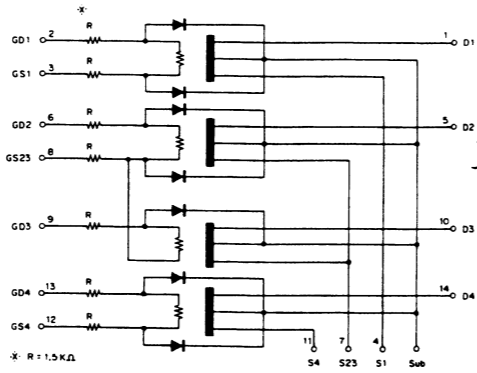 ·X·
GD1 2 R 1 D1
GS1 3 R
GD2 6 R 5 D2
GS23 8 R
GD3 9 R 10 D3
GD4 13 R 14 D4
GS4 12 R
11 7 4
S4 S23 S1 Sub
·X· R = 1.5 KΩ